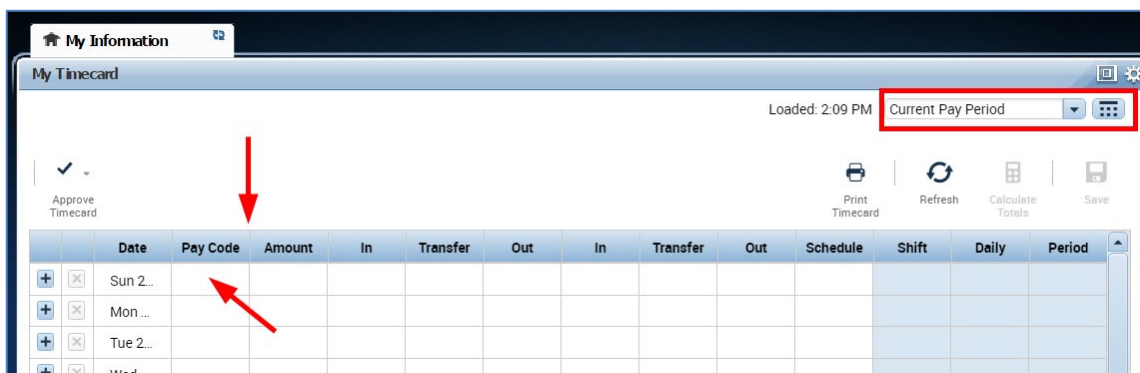 My Information
My Timecard
Loaded: 2:09 PM Current Pay Period
Approve
Timecard
Print
Timecard
Refresh
Calculate
Totals
Save
Date Pay Code Amount In Transfer Out In Transfer Out Schedule Shift Daily Period
Sun 2...
Mon ...
Tue 2...
Wed